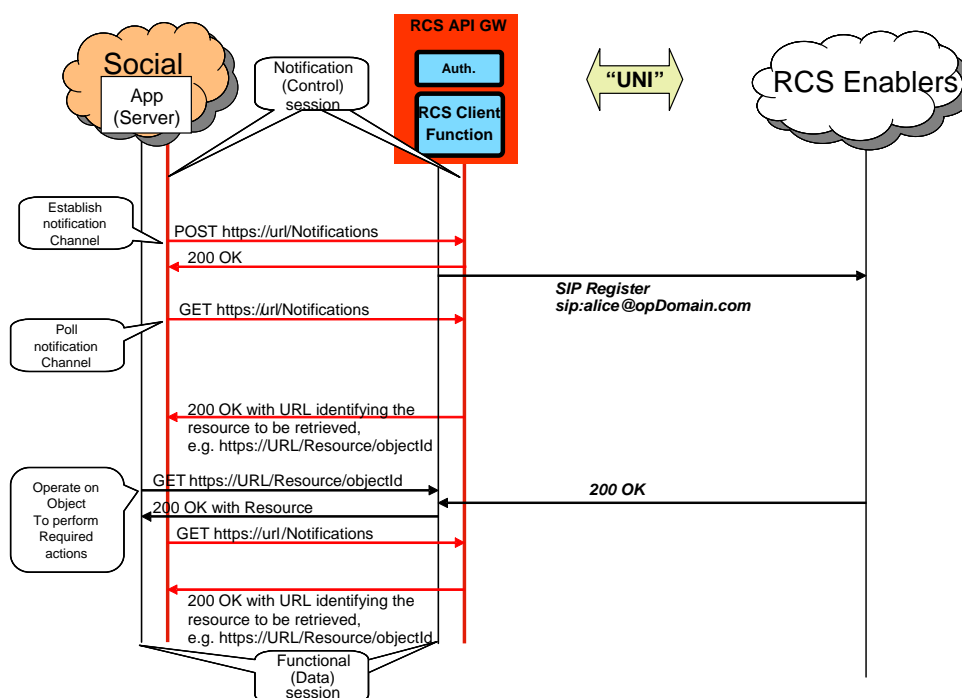 RCS API GW
Social
App
(Server)
Notification
(Control)
session
Auth.
RCS Client
Function
“UNI”
RCS Enablers
Establish
notification
Channel
POST https://url/Notifications
200 OK
SIP Register
sip:alice@opDomain.com
GET https://url/Notifications
Poll
notification
Channel
200 OK with URL identifying the
resource to be retrieved,
e.g. https://URL/Resource/objectId
GET https://URL/Resource/objectId
Operate on
Object
To perform
Required
actions
200 OK
200 OK with Resource
GET https://url/Notifications
200 OK with URL identifying the
resource to be retrieved,
e.g. https://URL/Resource/objectId
Functional
(Data)
session